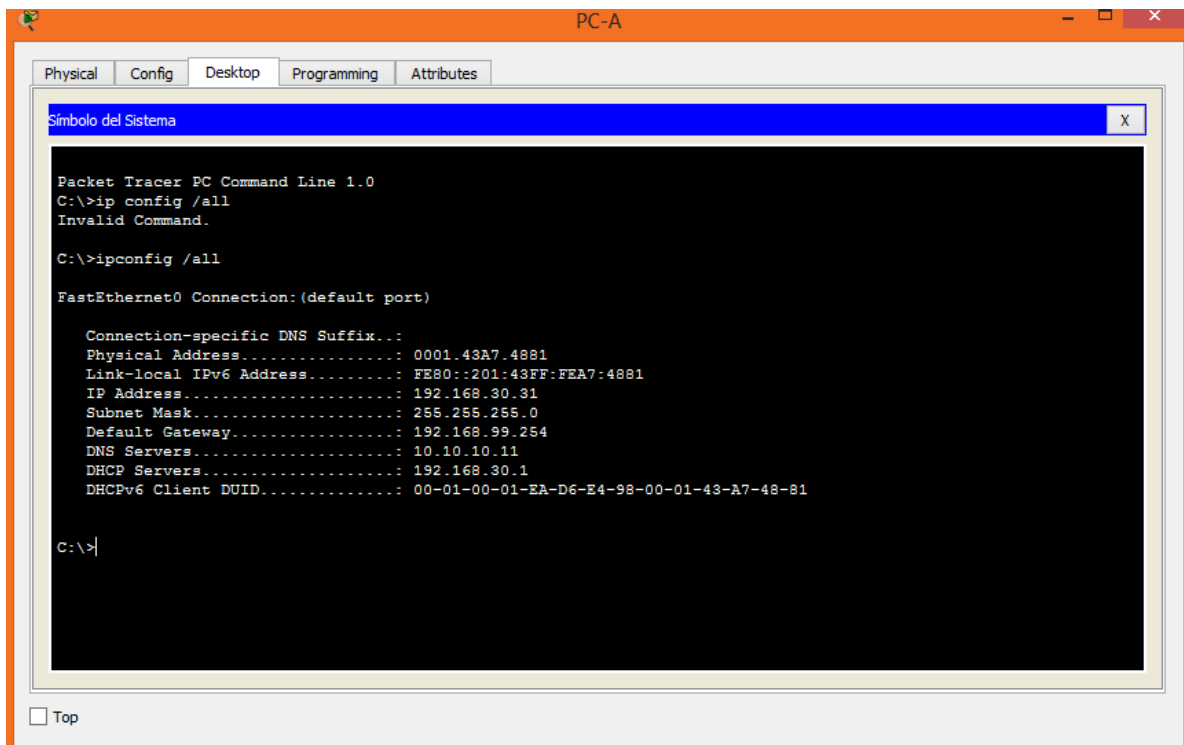 PC-A
Physical Config Desktop Programming Attributes
Símbolo del Sistema X
Packet Tracer PC Command Line 1.0
C:\>ip config /all
Invalid Command.
C:\>ipconfig /all
FastEthernet0 Connection:(default port)
Connection-specific DNS Suffix..:
Physical Address................: 0001.43A7.4881
Link-local IPv6 Address.........: FE80::201:43FF:FEA7:4881
IP Address......................: 192.168.30.31
Subnet Mask.....................: 255.255.255.0
Default Gateway.................: 192.168.99.254
DNS Servers.....................: 10.10.10.11
DHCP Servers....................: 192.168.30.1
DHCPv6 Client DUID..............: 00-01-00-01-EA-D6-E4-98-00-01-43-A7-48-81
C:\>
Top